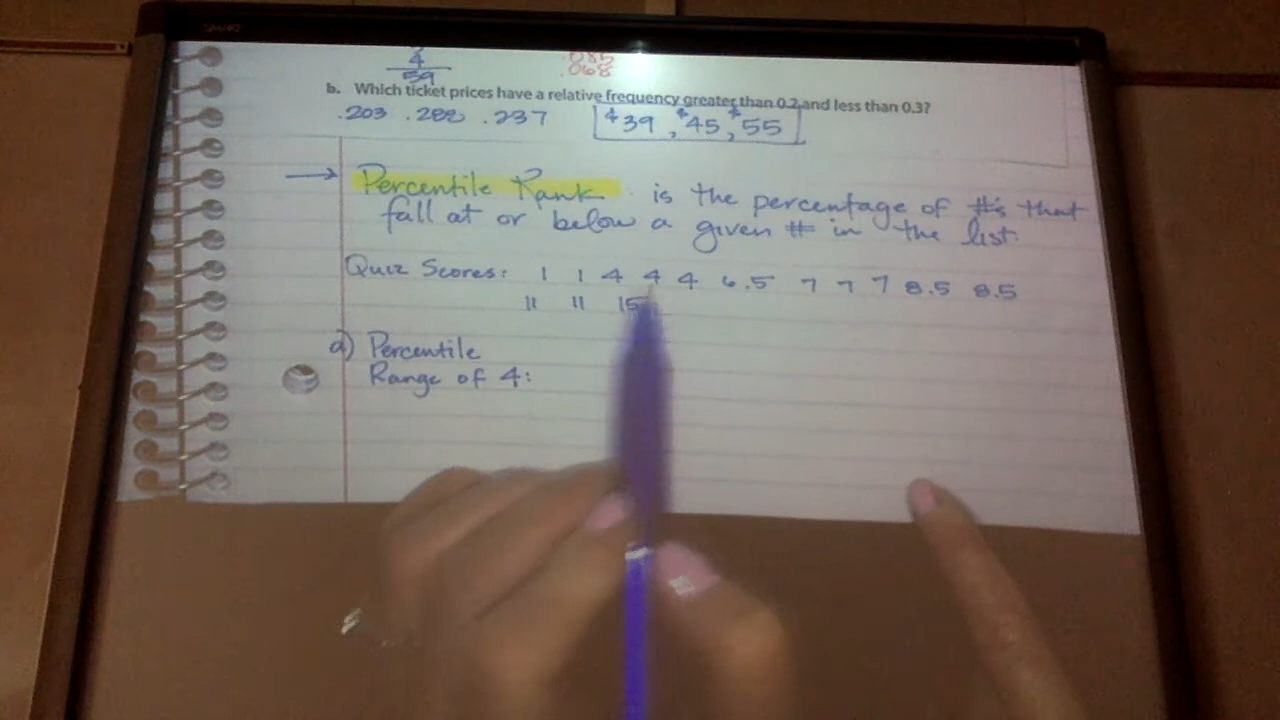 SMART
4
59
.085
.068
b. Which ticket prices have a relative frequency greater than 0.2 and less than 0.3?
.203 .288 .237 $39, $45, $55
→ Percentile Rank: is the percentage of #'s that
fall at or below a given # in the list.
Quiz Scores: 1 1 4 4 4 6.5 7 7 7 8.5 8.5
11 11 15
a) Percentile
Range of 4: